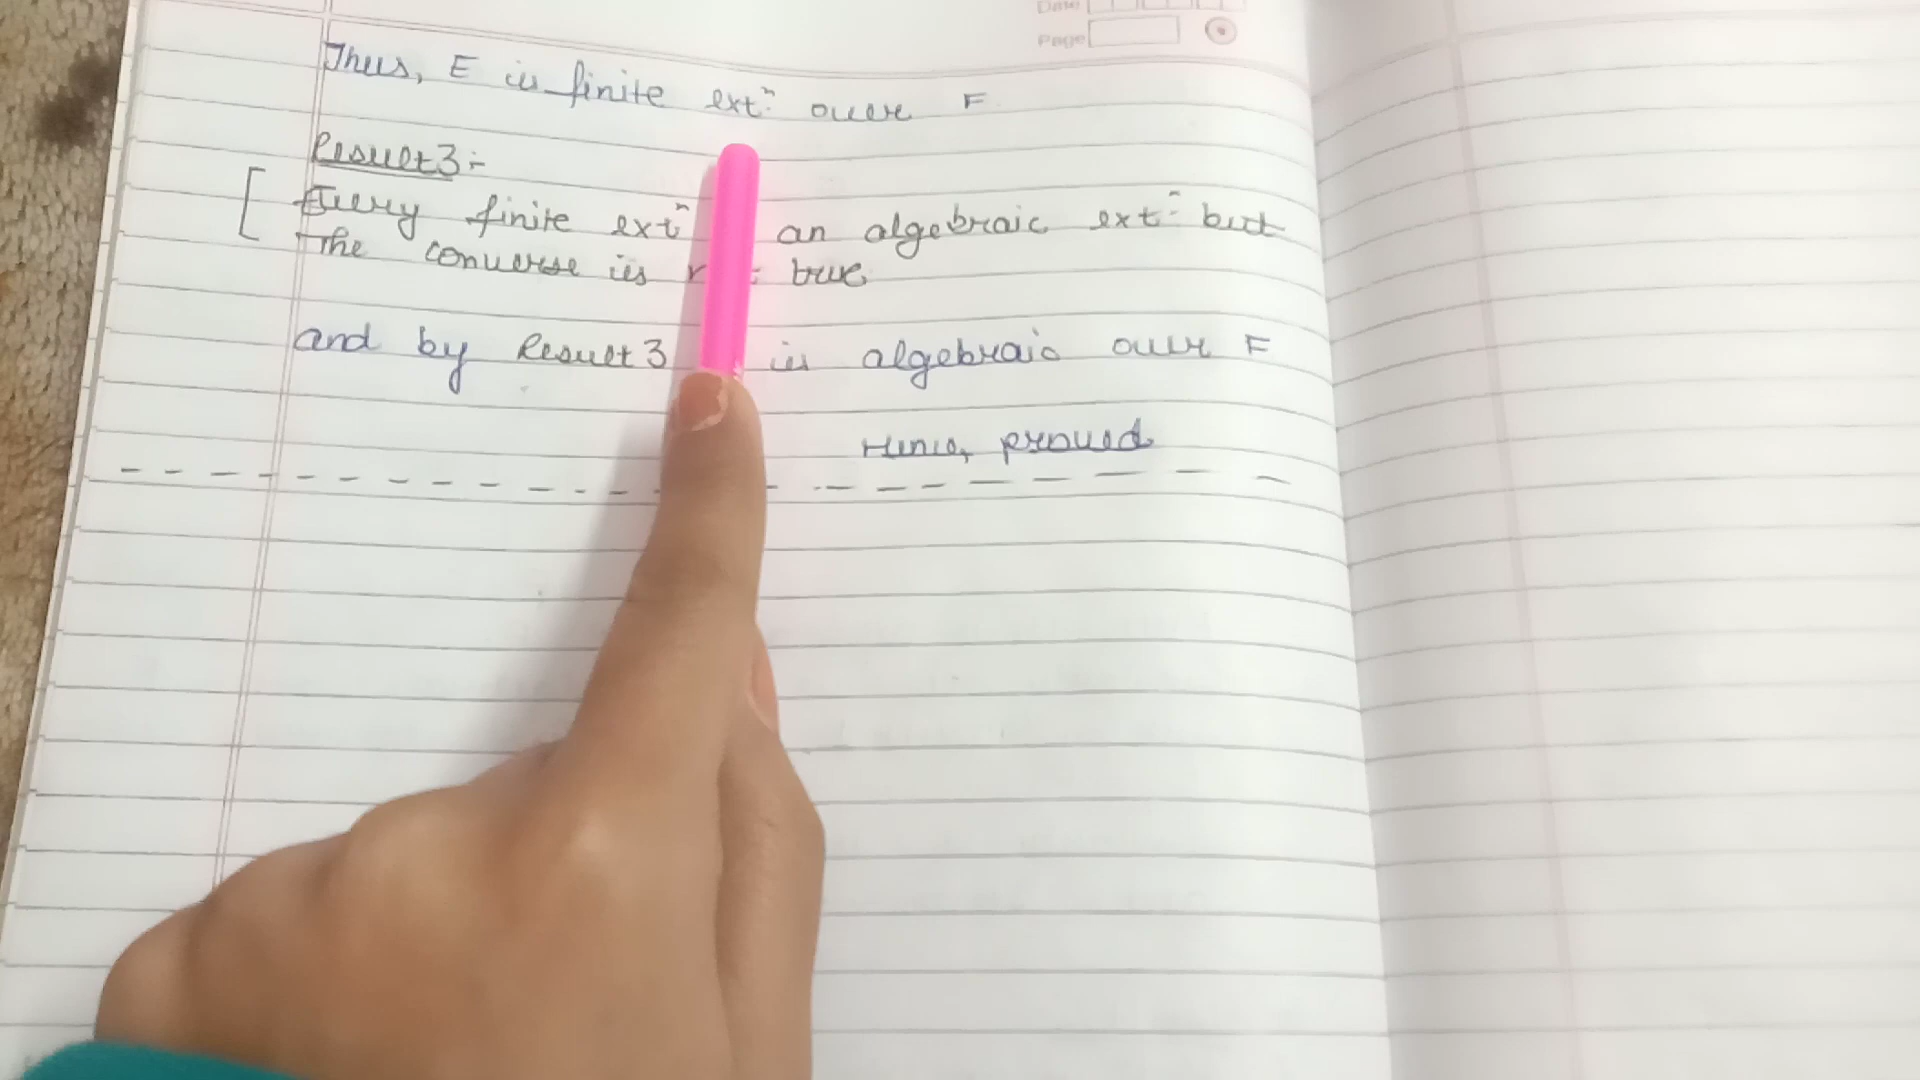 Date
Page
Thus, E is finite extⁿ. over F
Result 3:-
[ Every finite extⁿ an algebraic extⁿ. but
the converse is true
and by Result 3 is algebraic over F
Hence, proved